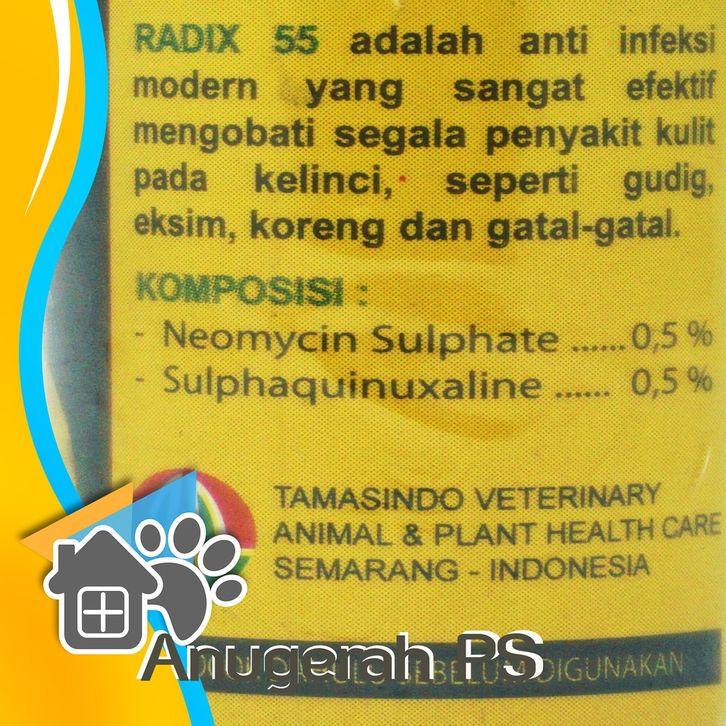 RADIX 55 adalah anti infeksi
modern yang sangat efektif
mengobati segala penyakit kulit
pada kelinci, seperti gudig,
eksim, koreng dan gatal-gatal.
KOMPOSISI :
- Neomycin Sulphate ...... 0,5 %
- Sulphaquinuxaline ...... 0,5 %
TAMASINDO VETERINARY
ANIMAL & PLANT HEALTH CARE
SEMARANG - INDONESIA
Anugerah PS
SEBELUM DIGUNAKAN